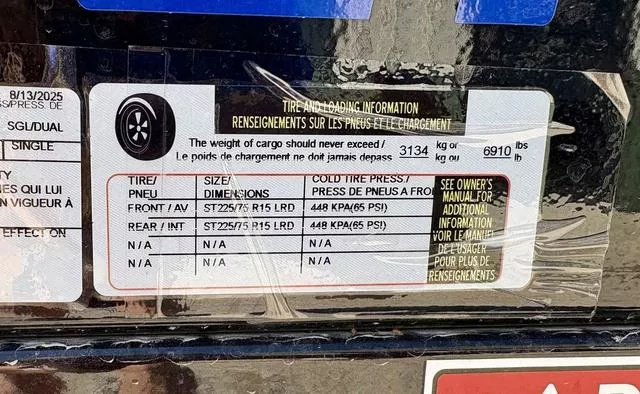 8/13/2025
SS/PRESS. DE
SGL/DUAL
SINGLE
TY
ES QUI LUI
N VIGUEUR À
EFFECT ON
TIRE AND LOADING INFORMATION
RENSEIGNEMENTS SUR LES PNEUS ET LE CHARGEMENT
The weight of cargo should never exceed / kg or lbs
Le poids de chargement ne doit jamais depass 3134 kg ou 6910 lb
TIRE/ SIZE/ COLD TIRE PRESS./
PNEU DIMENSIONS PRESS DE PNEUS A FROI
FRONT / AV ST225/75 R15 LRD 448 KPA(65 PSI)
REAR / INT ST225/75 R15 LRD 448 KPA(65 PSI)
N/A N/A N/A
N/A N/A N/A
SEE OWNER'S
MANUAL FOR
ADDITIONAL
INFORMATION
VOIR LE MANUEL
DE L'USAGER
POUR PLUS DE
RENSEIGNEMENTS